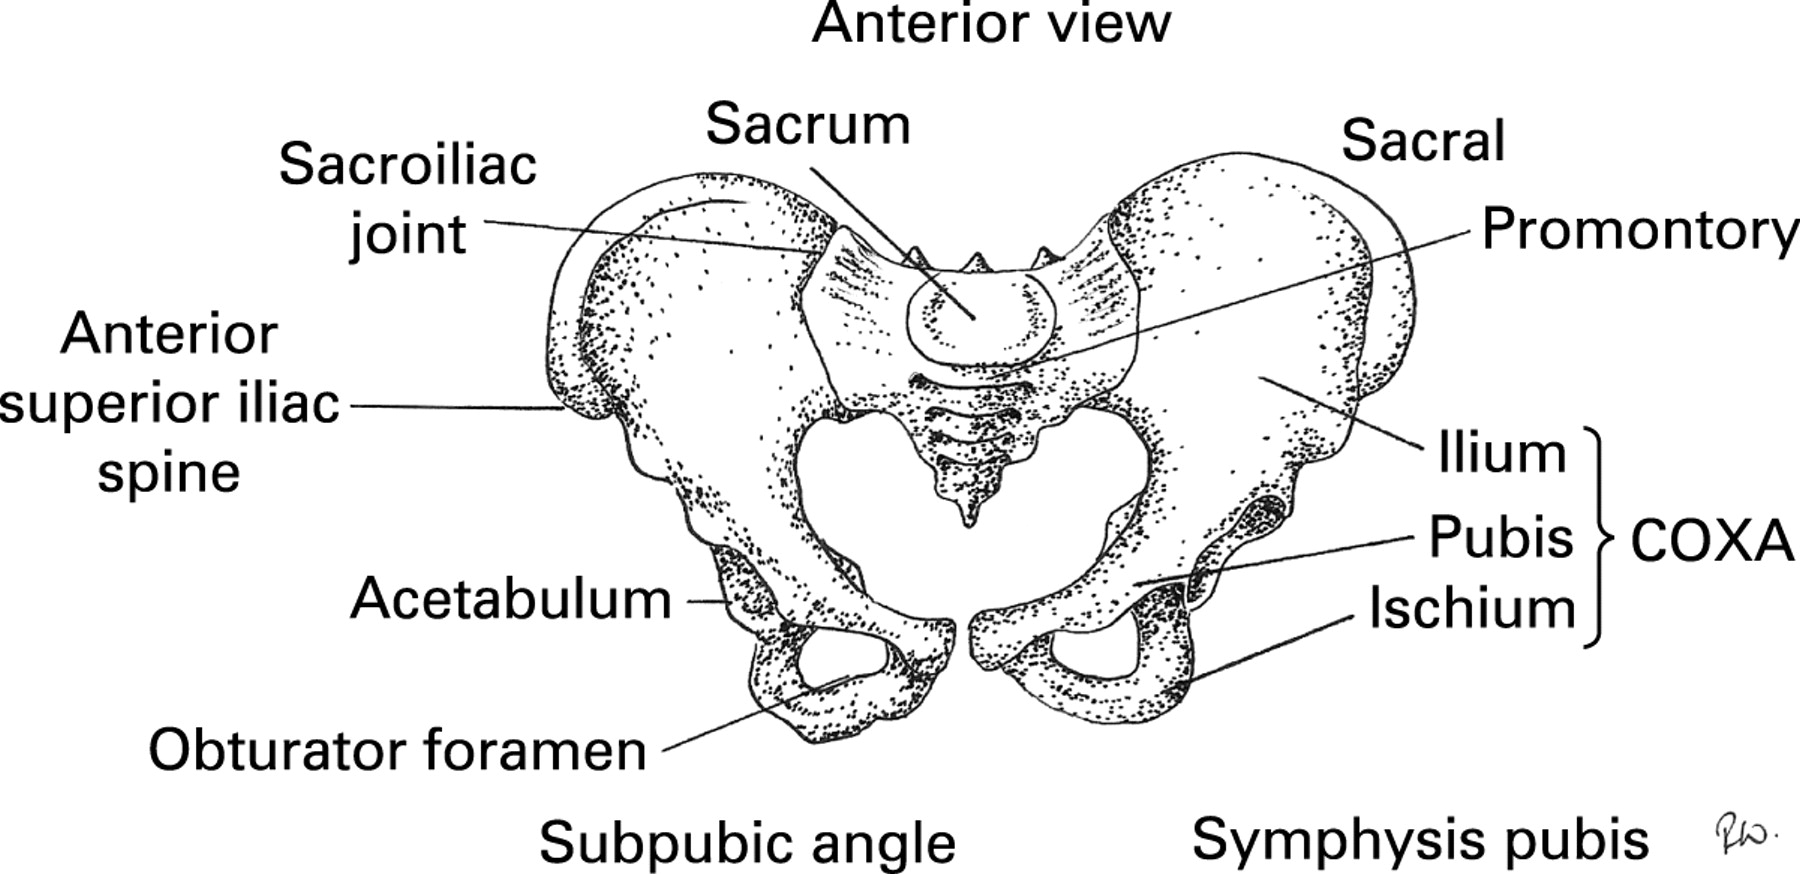 Anterior view
Sacrum
Sacral
Sacroiliac
joint
Promontory
Anterior
superior iliac
spine
Ilium
Pubis
COXA
Ischium
Acetabulum
Obturator foramen
Subpubic angle
Symphysis pubis